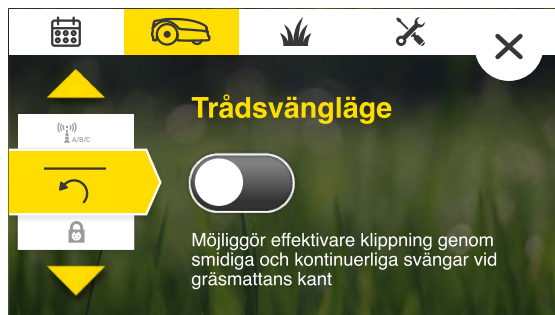 Trådsvängläge
A/B/C
Möjliggör effektivare klippning genom
smidiga och kontinuerliga svängar vid
gräsmattans kant